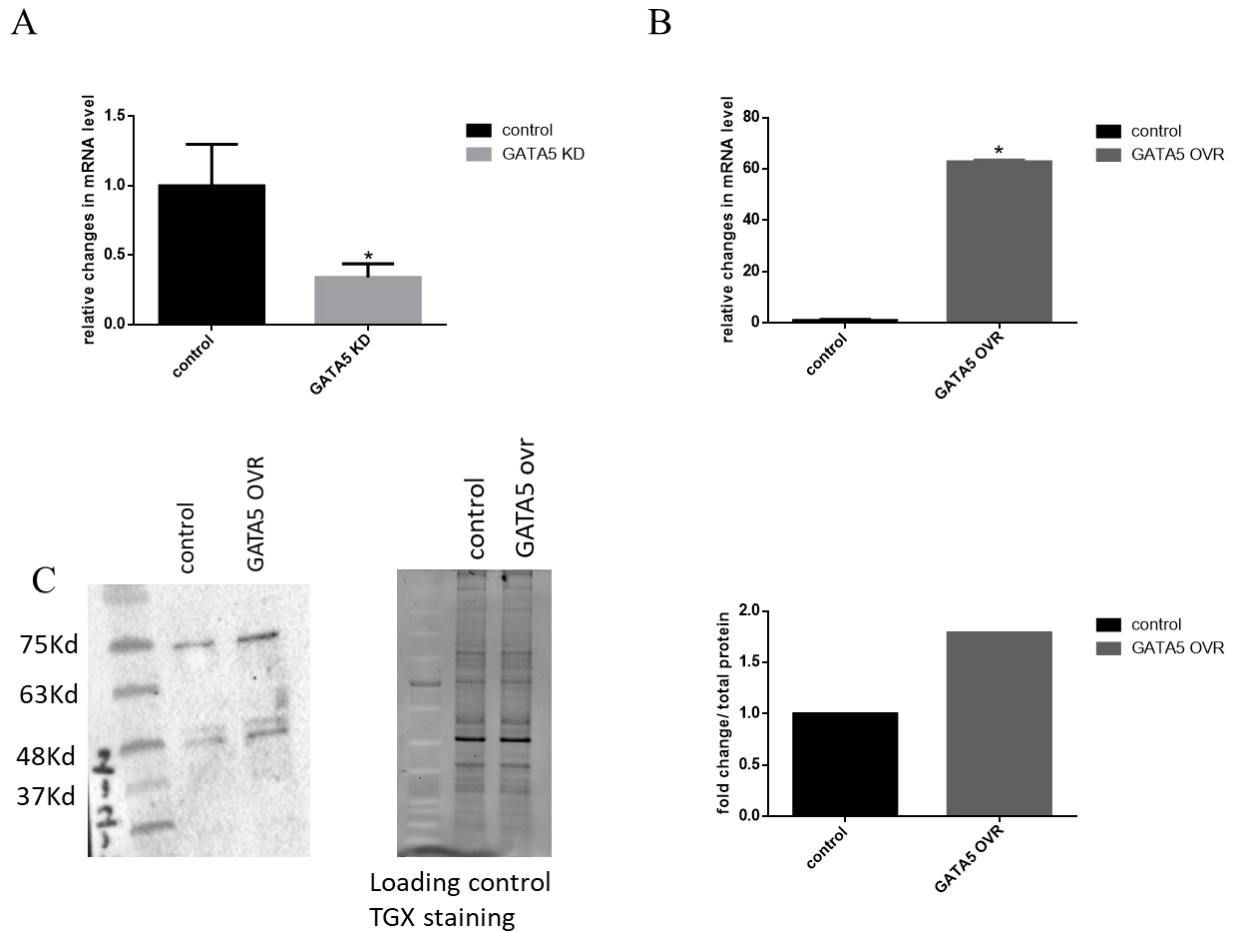 A
B
relative changes in mRNA level
1.5
1.0
0.5
0.0
control
GATA5 KD
control
GATA5 KD
relative changes in mRNA level
80
60
40
20
0
*
*
control
GATA5 OVR
control
GATA5 OVR
C
control
GATA5 OVR
75Kd
63Kd
48Kd
37Kd
control
GATA5 ovr
Loading control
TGX staining
fold change/ total protein
2.0
1.5
1.0
0.5
0.0
control
GATA5 OVR
control
GATA5 OVR